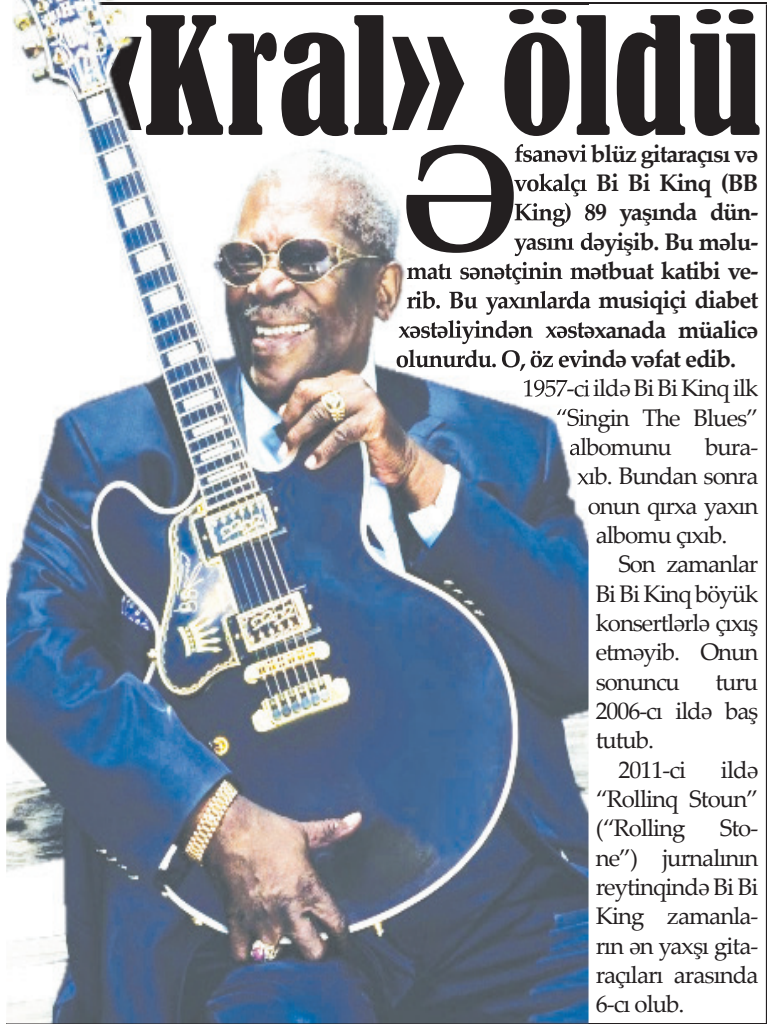 «Kral» öldü
Əfsanəvi blüz gitaraçısı və
vokalçı Bi Bi Kinq (BB
King) 89 yaşında dün-
yasını dəyişib. Bu məlu-
matı sənətçinin mətbuat katibi ve-
rib. Bu yaxınlarda musiqiçi diabet
xəstəliyindən xəstəxanada müalicə
olunurdu. O, öz evində vəfat edib.
1957-ci ildə Bi Bi Kinq ilk
“Singin The Blues”
albomunu bura-
xıb. Bundan sonra
onun qırxa yaxın
albomu çıxıb.
Son zamanlar
Bi Bi Kinq böyük
konsertlərlə çıxış
etməyib. Onun
sonuncu turu
2006-cı ildə baş
tutub.
2011-ci ildə
“Rollinq Stoun”
(“Rolling Sto-
ne”) jurnalının
reytinqində Bi Bi
King zamanla-
rın ən yaxşı gita-
raçıları arasında
6-cı olub.